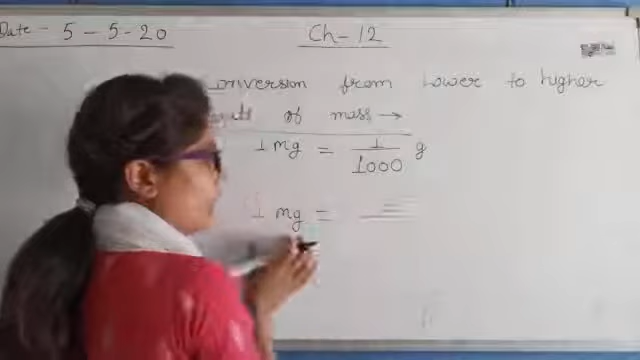 Date - 5 - 5-20
Ch-12
Conversion from Lower to higher
of mass →
1 mg = 1/1000 g
1 mg =